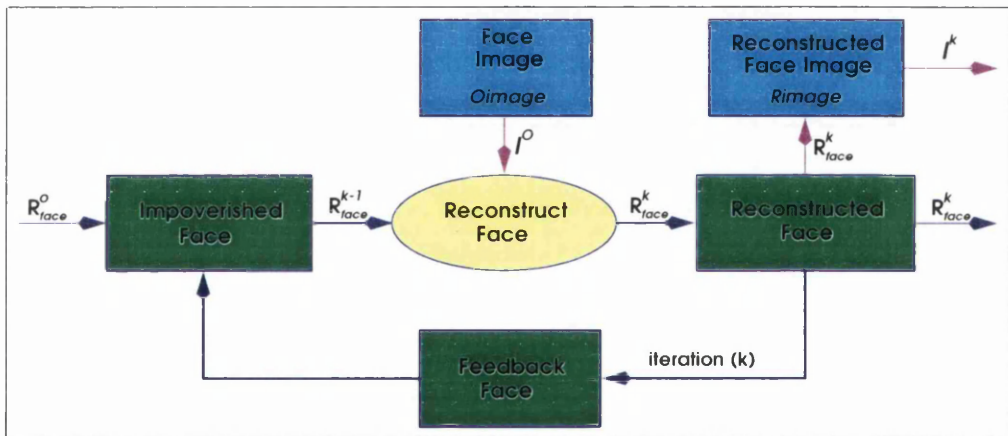 Face
Image
Oimage
Reconstructed
Face Image
Rimage
I^k
I^O
R^k_face
R^o_face
Impoverished
Face
R^{k-1}_face
Reconstruct
Face
R^k_face
Reconstructed
Face
R^k_face
Feedback
Face
iteration (k)